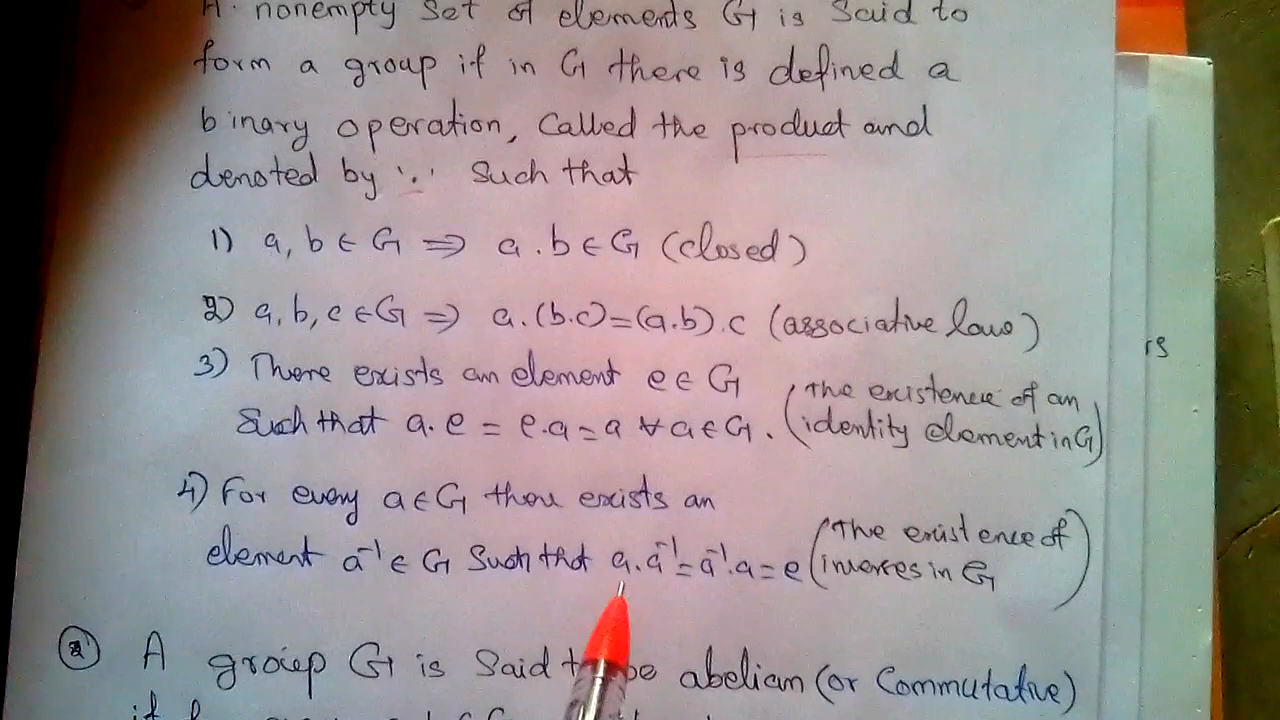 A nonempty set of elements G is said to
form a group if in G there is defined a
binary operation, called the product and
denoted by '.' such that
1) a, b ∈ G ⇒ a . b ∈ G (closed)
2) a, b, c ∈ G ⇒ a . (b.c) = (a.b) . c (associative law)
3) There exists an element e ∈ G
such that a. e = e.a = a ∀ a ∈ G. (the existence of an
identity element in G)
4) For every a ∈ G there exists an
element a⁻¹ ∈ G such that a.a⁻¹ = a⁻¹.a = e (the existence of
inverses in G)
rs
2 A group G is said to be abelian (or commutative)